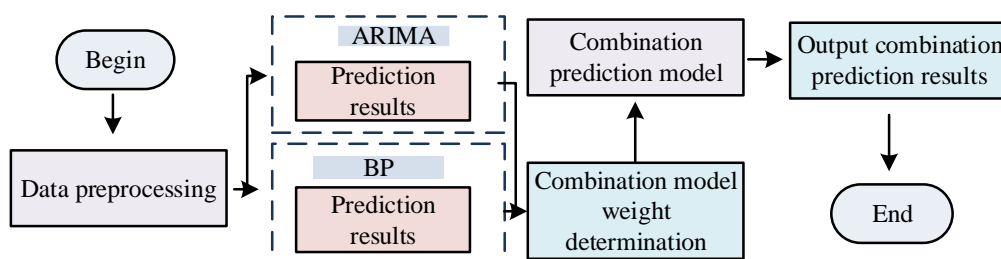 Begin
Data preprocessing
ARIMA
Prediction
results
BP
Prediction
results
Combination
prediction model
Combination model
weight
determination
Output combination
prediction results
End